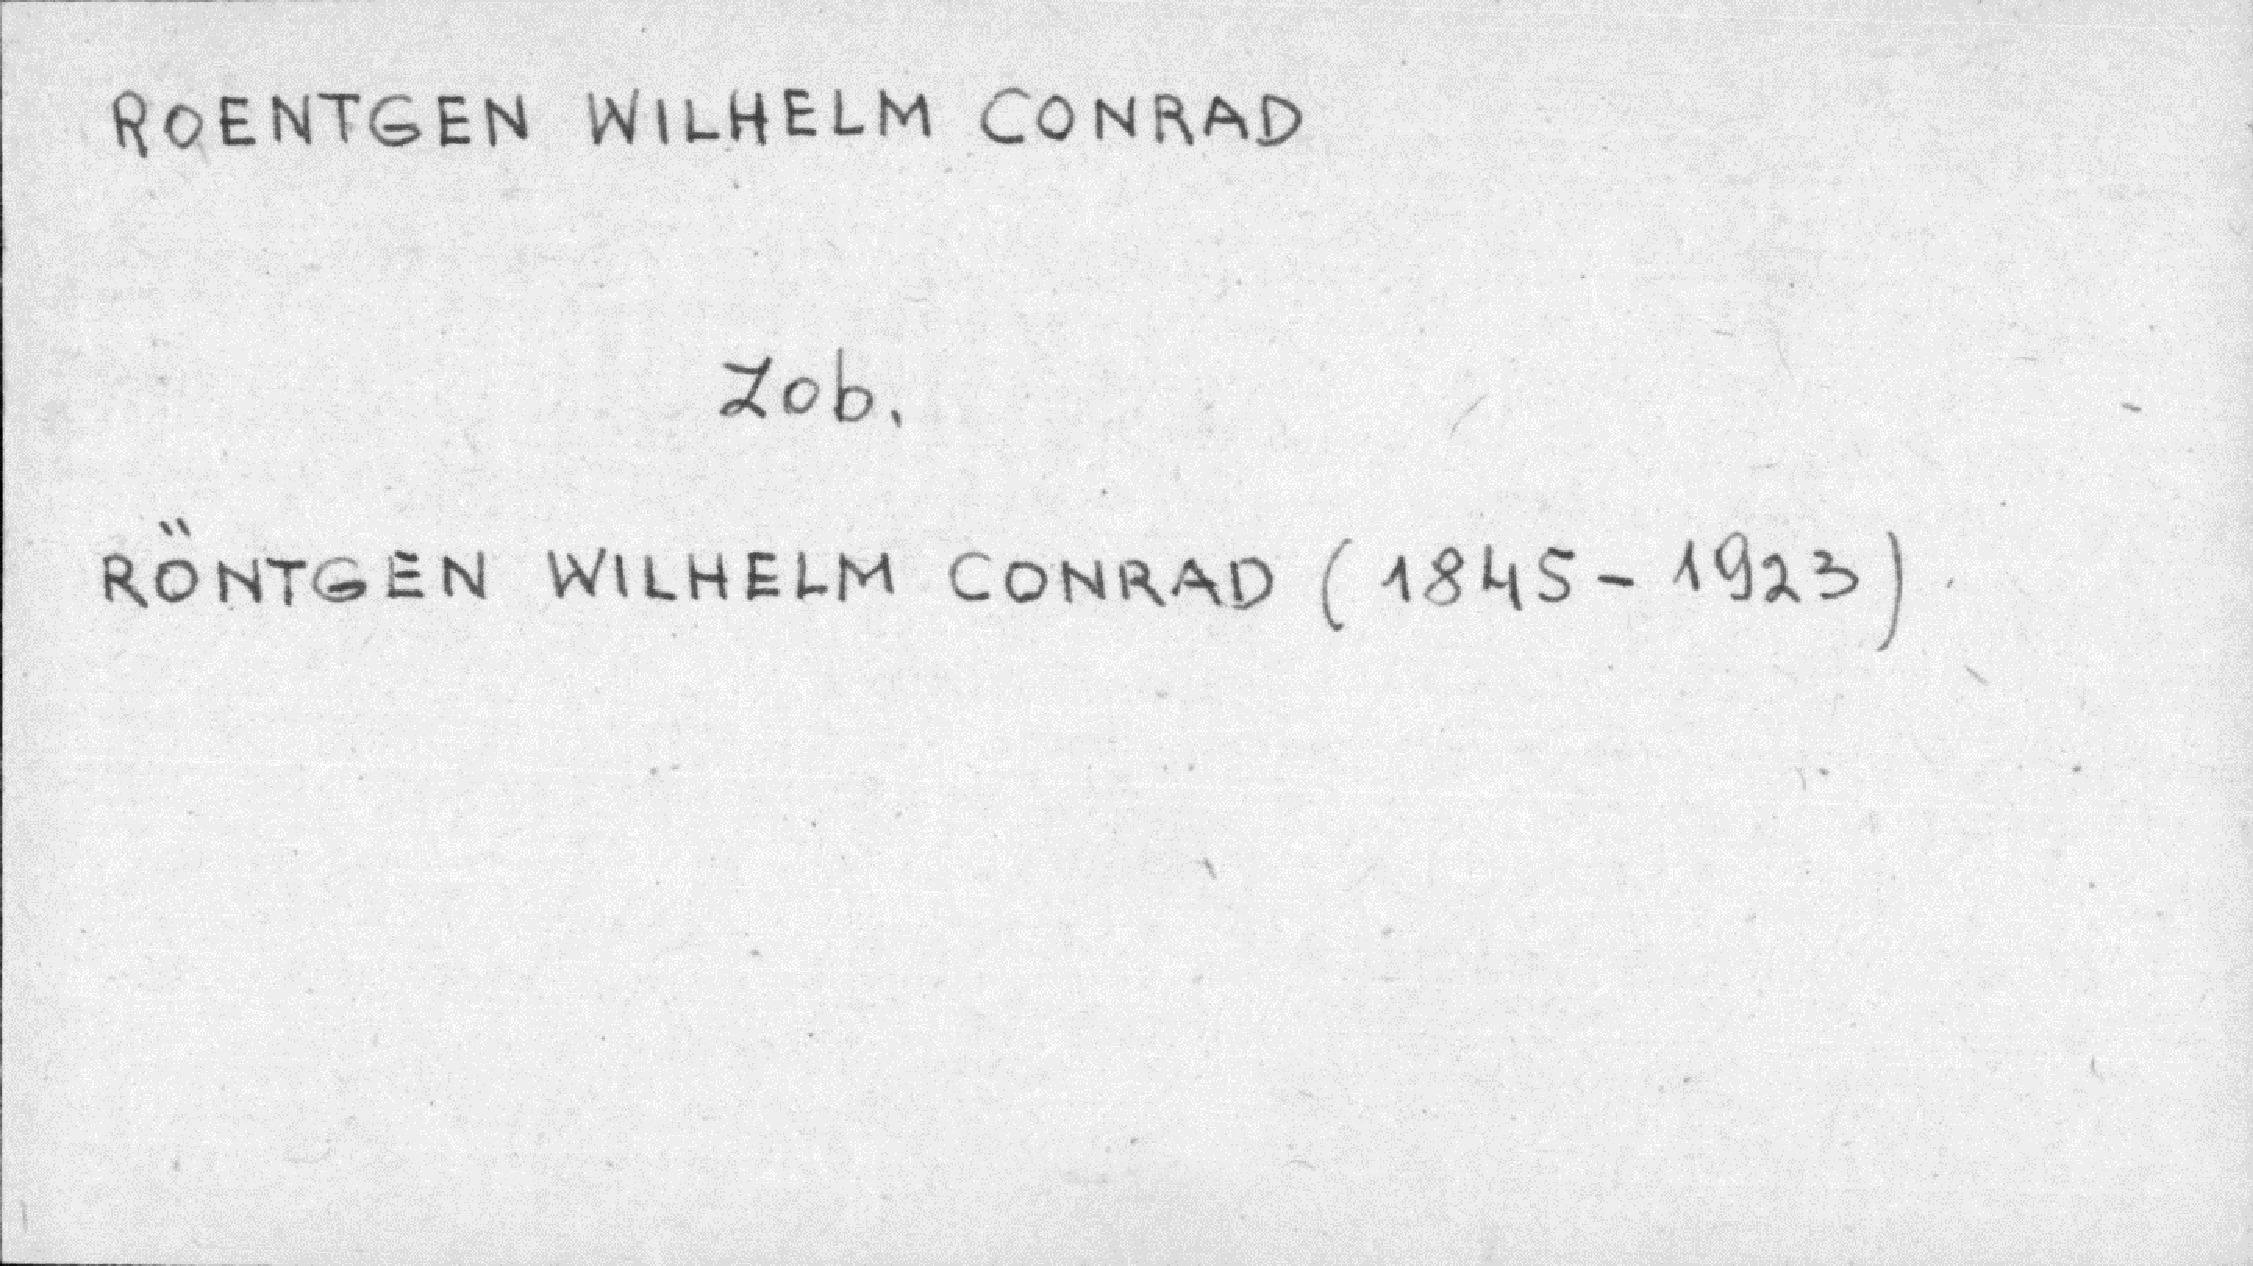 ROENTGEN WILHELM CONRAD
Zob.
RÖNTGEN WILHELM CONRAD (1845-1923)